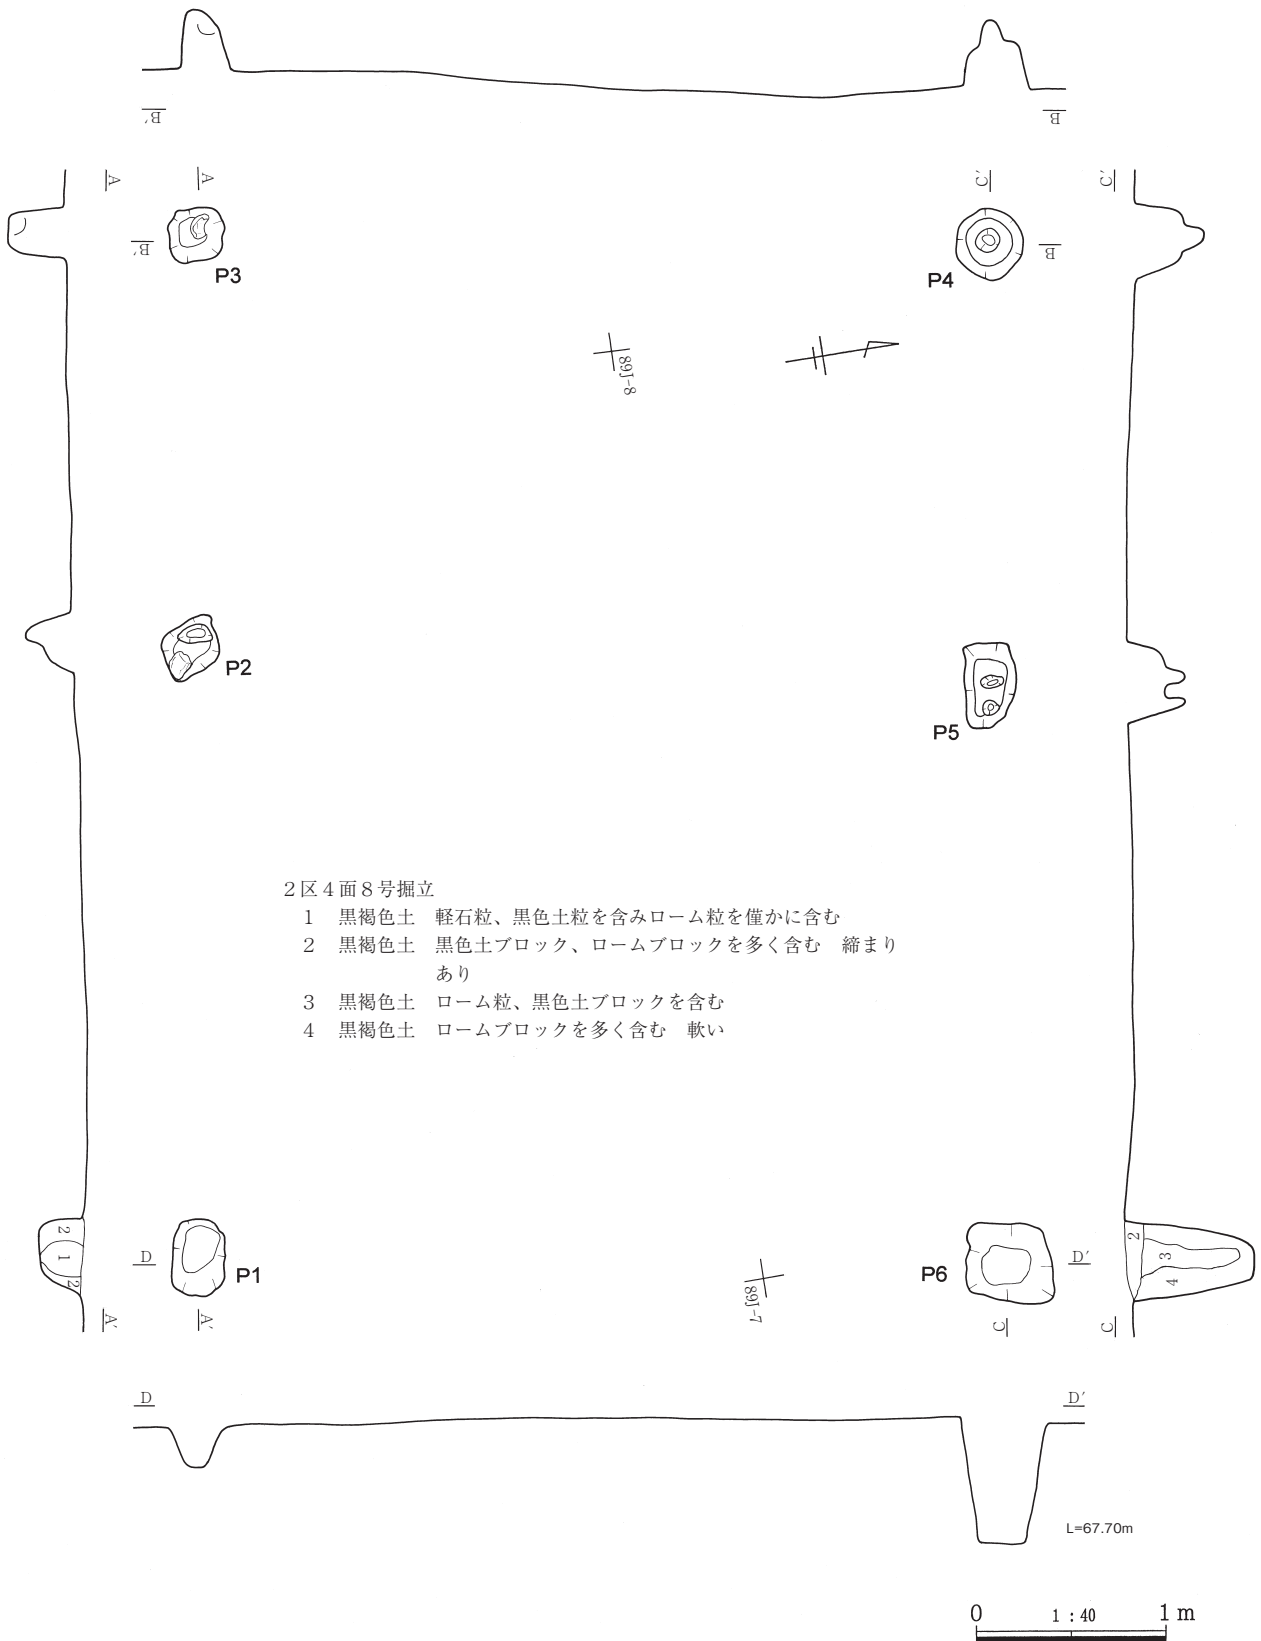 B′
B
A
A
C′
C′
B′
B
P3
P4
89J-8
P2
P5
2区4面8号掘立
1 黒褐色土 軽石粒、黒色土粒を含みローム粒を僅かに含む
2 黒褐色土 黒色土ブロック、ロームブロックを多く含む 締まり
あり
3 黒褐色土 ローム粒、黒色土ブロックを含む
4 黒褐色土 ロームブロックを多く含む 軟い
2
1
2
D
P1
P6
D′
2
3
4
89J-7
A′
A′
C
C
D
D′
L=67.70m
0 1:40 1m